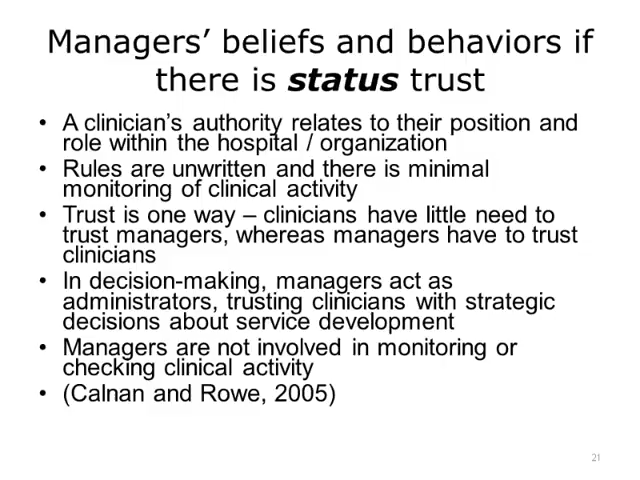 Managers’ beliefs and behaviors if
there is status trust
• A clinician’s authority relates to their position and
role within the hospital / organization
• Rules are unwritten and there is minimal
monitoring of clinical activity
• Trust is one way – clinicians have little need to
trust managers, whereas managers have to trust
clinicians
• In decision-making, managers act as
administrators, trusting clinicians with strategic
decisions about service development
• Managers are not involved in monitoring or
checking clinical activity
• (Calnan and Rowe, 2005)
21